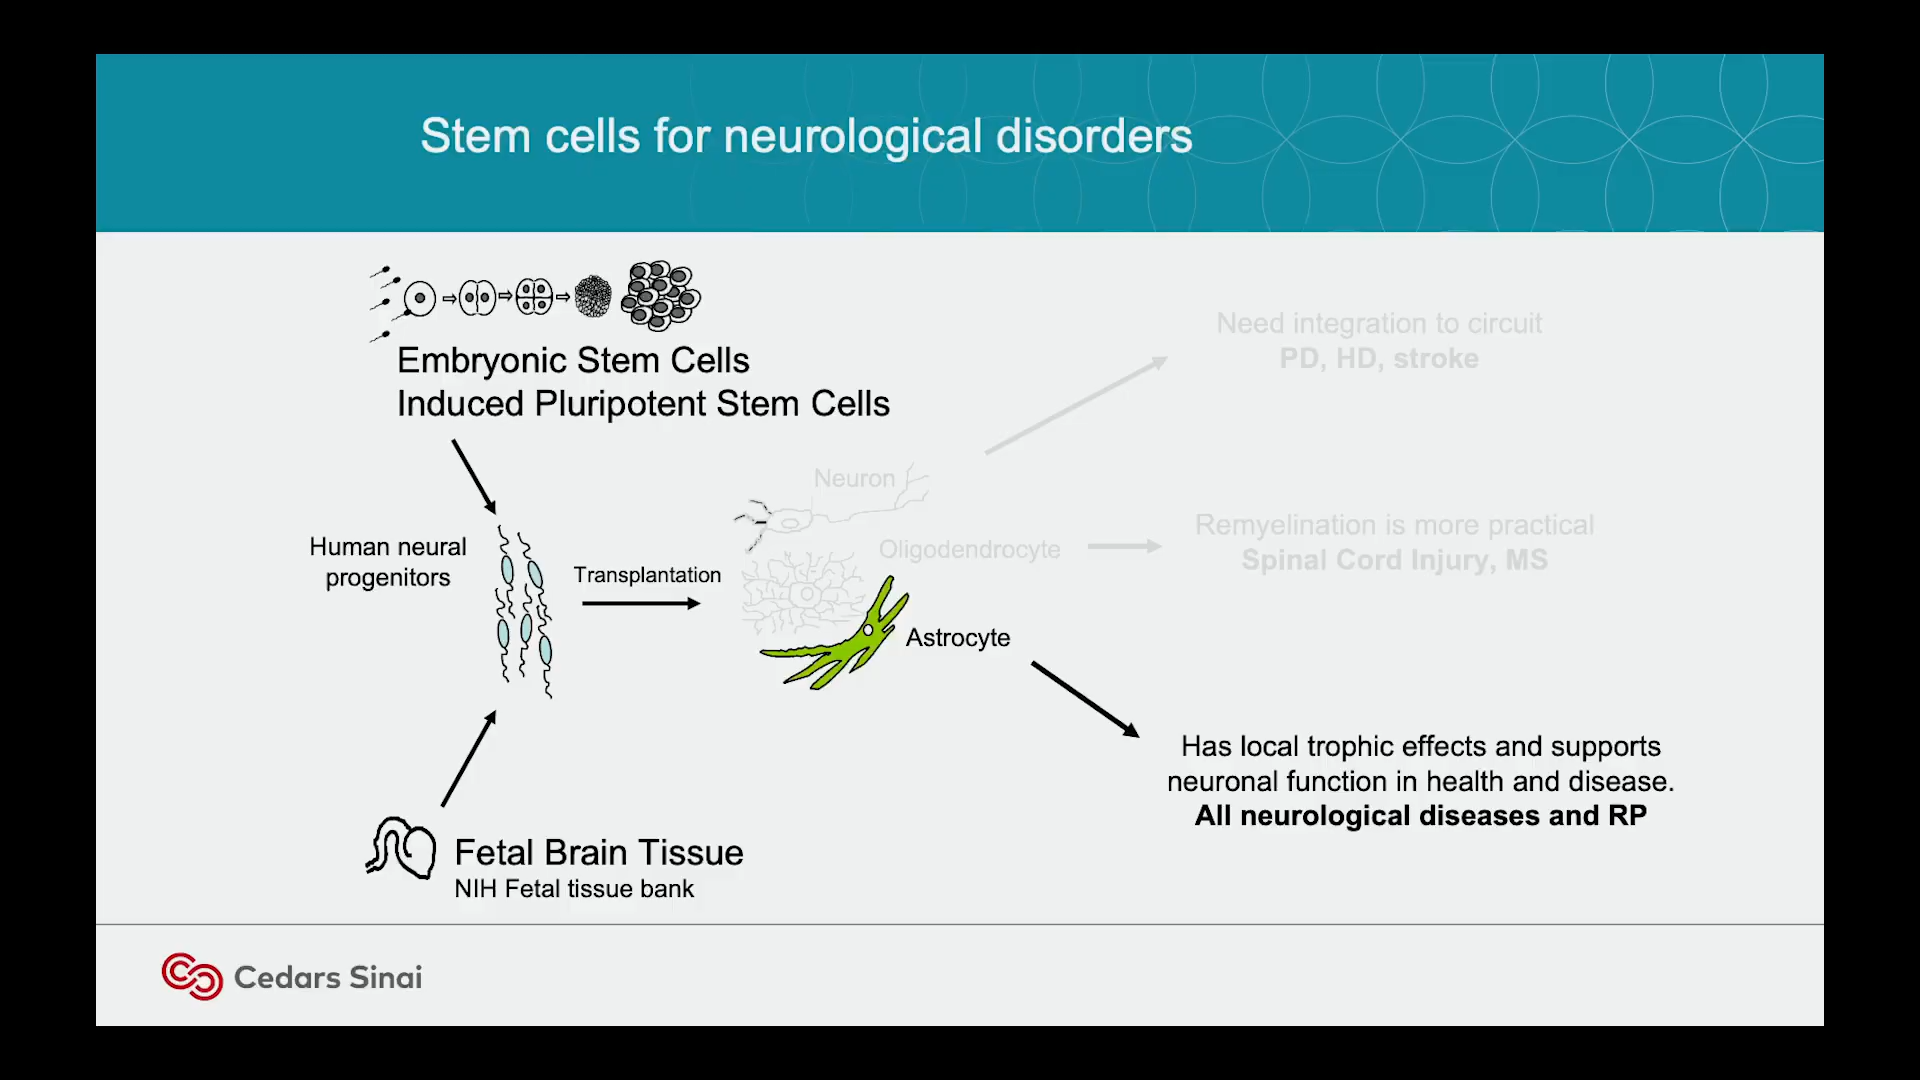 Stem cells for neurological disorders
Embryonic Stem Cells
Induced Pluripotent Stem Cells
Need integration to circuit
PD, HD, stroke
Neuron
Human neural
progenitors
Transplantation
Oligodendrocyte
Remyelination is more practical
Spinal Cord Injury, MS
Astrocyte
Has local trophic effects and supports
neuronal function in health and disease.
All neurological diseases and RP
Fetal Brain Tissue
NIH Fetal tissue bank
Cedars Sinai